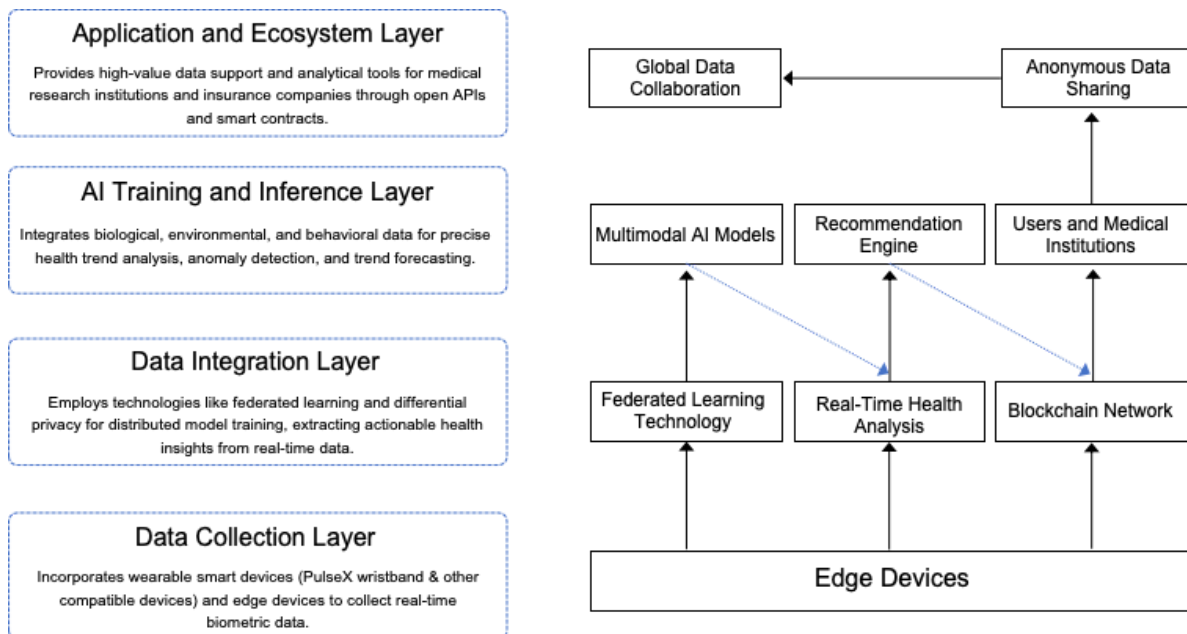 Application and Ecosystem Layer
Provides high-value data support and analytical tools for medical
research institutions and insurance companies through open APIs
and smart contracts.
AI Training and Inference Layer
Integrates biological, environmental, and behavioral data for precise
health trend analysis, anomaly detection, and trend forecasting.
Data Integration Layer
Employs technologies like federated learning and differential
privacy for distributed model training, extracting actionable health
insights from real-time data.
Data Collection Layer
Incorporates wearable smart devices (PulseX wristband & other
compatible devices) and edge devices to collect real-time
biometric data.
Global Data
Collaboration
Anonymous Data
Sharing
Multimodal AI Models
Recommendation
Engine
Users and Medical
Institutions
Federated Learning
Technology
Real-Time Health
Analysis
Blockchain Network
Edge Devices